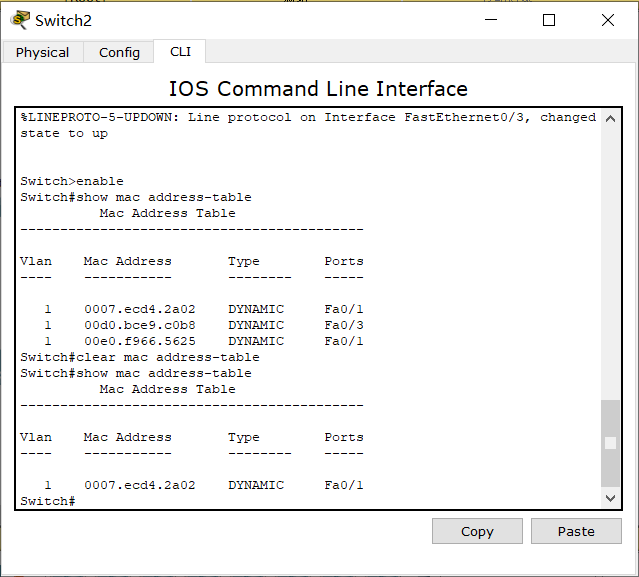 Switch2
Physical Config CLI
IOS Command Line Interface
%LINEPROTO-5-UPDOWN: Line protocol on Interface FastEthernet0/3, changed
state to up
Switch>enable
Switch#show mac address-table
Mac Address Table
-------------------------------------------
Vlan Mac Address Type Ports
---- ----------- -------- -----
1 0007.ecd4.2a02 DYNAMIC Fa0/1
1 00d0.bce9.c0b8 DYNAMIC Fa0/3
1 00e0.f966.5625 DYNAMIC Fa0/1
Switch#clear mac address-table
Switch#show mac address-table
Mac Address Table
-------------------------------------------
Vlan Mac Address Type Ports
---- ----------- -------- -----
1 0007.ecd4.2a02 DYNAMIC Fa0/1
Switch#
Copy Paste